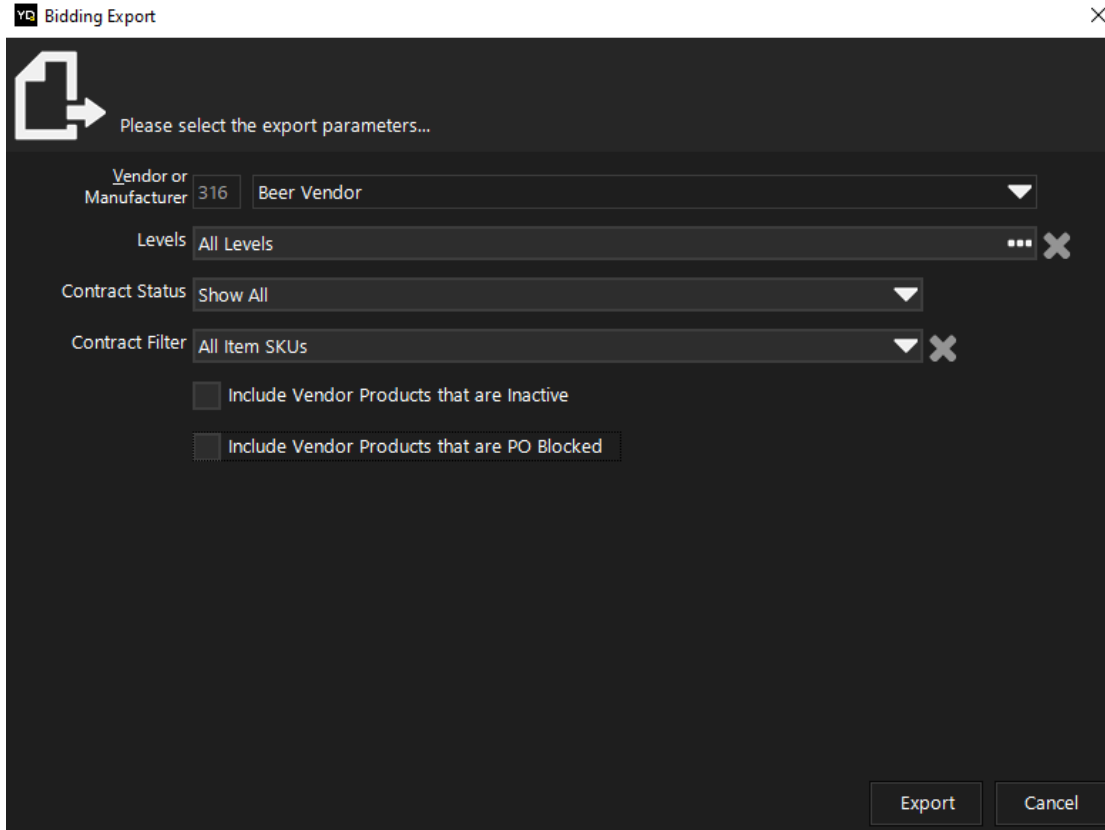 YD Bidding Export
Please select the export parameters...
Vendor or
Manufacturer 316 Beer Vendor
Levels All Levels
Contract Status Show All
Contract Filter All Item SKUs
Include Vendor Products that are Inactive
Include Vendor Products that are PO Blocked
Export Cancel